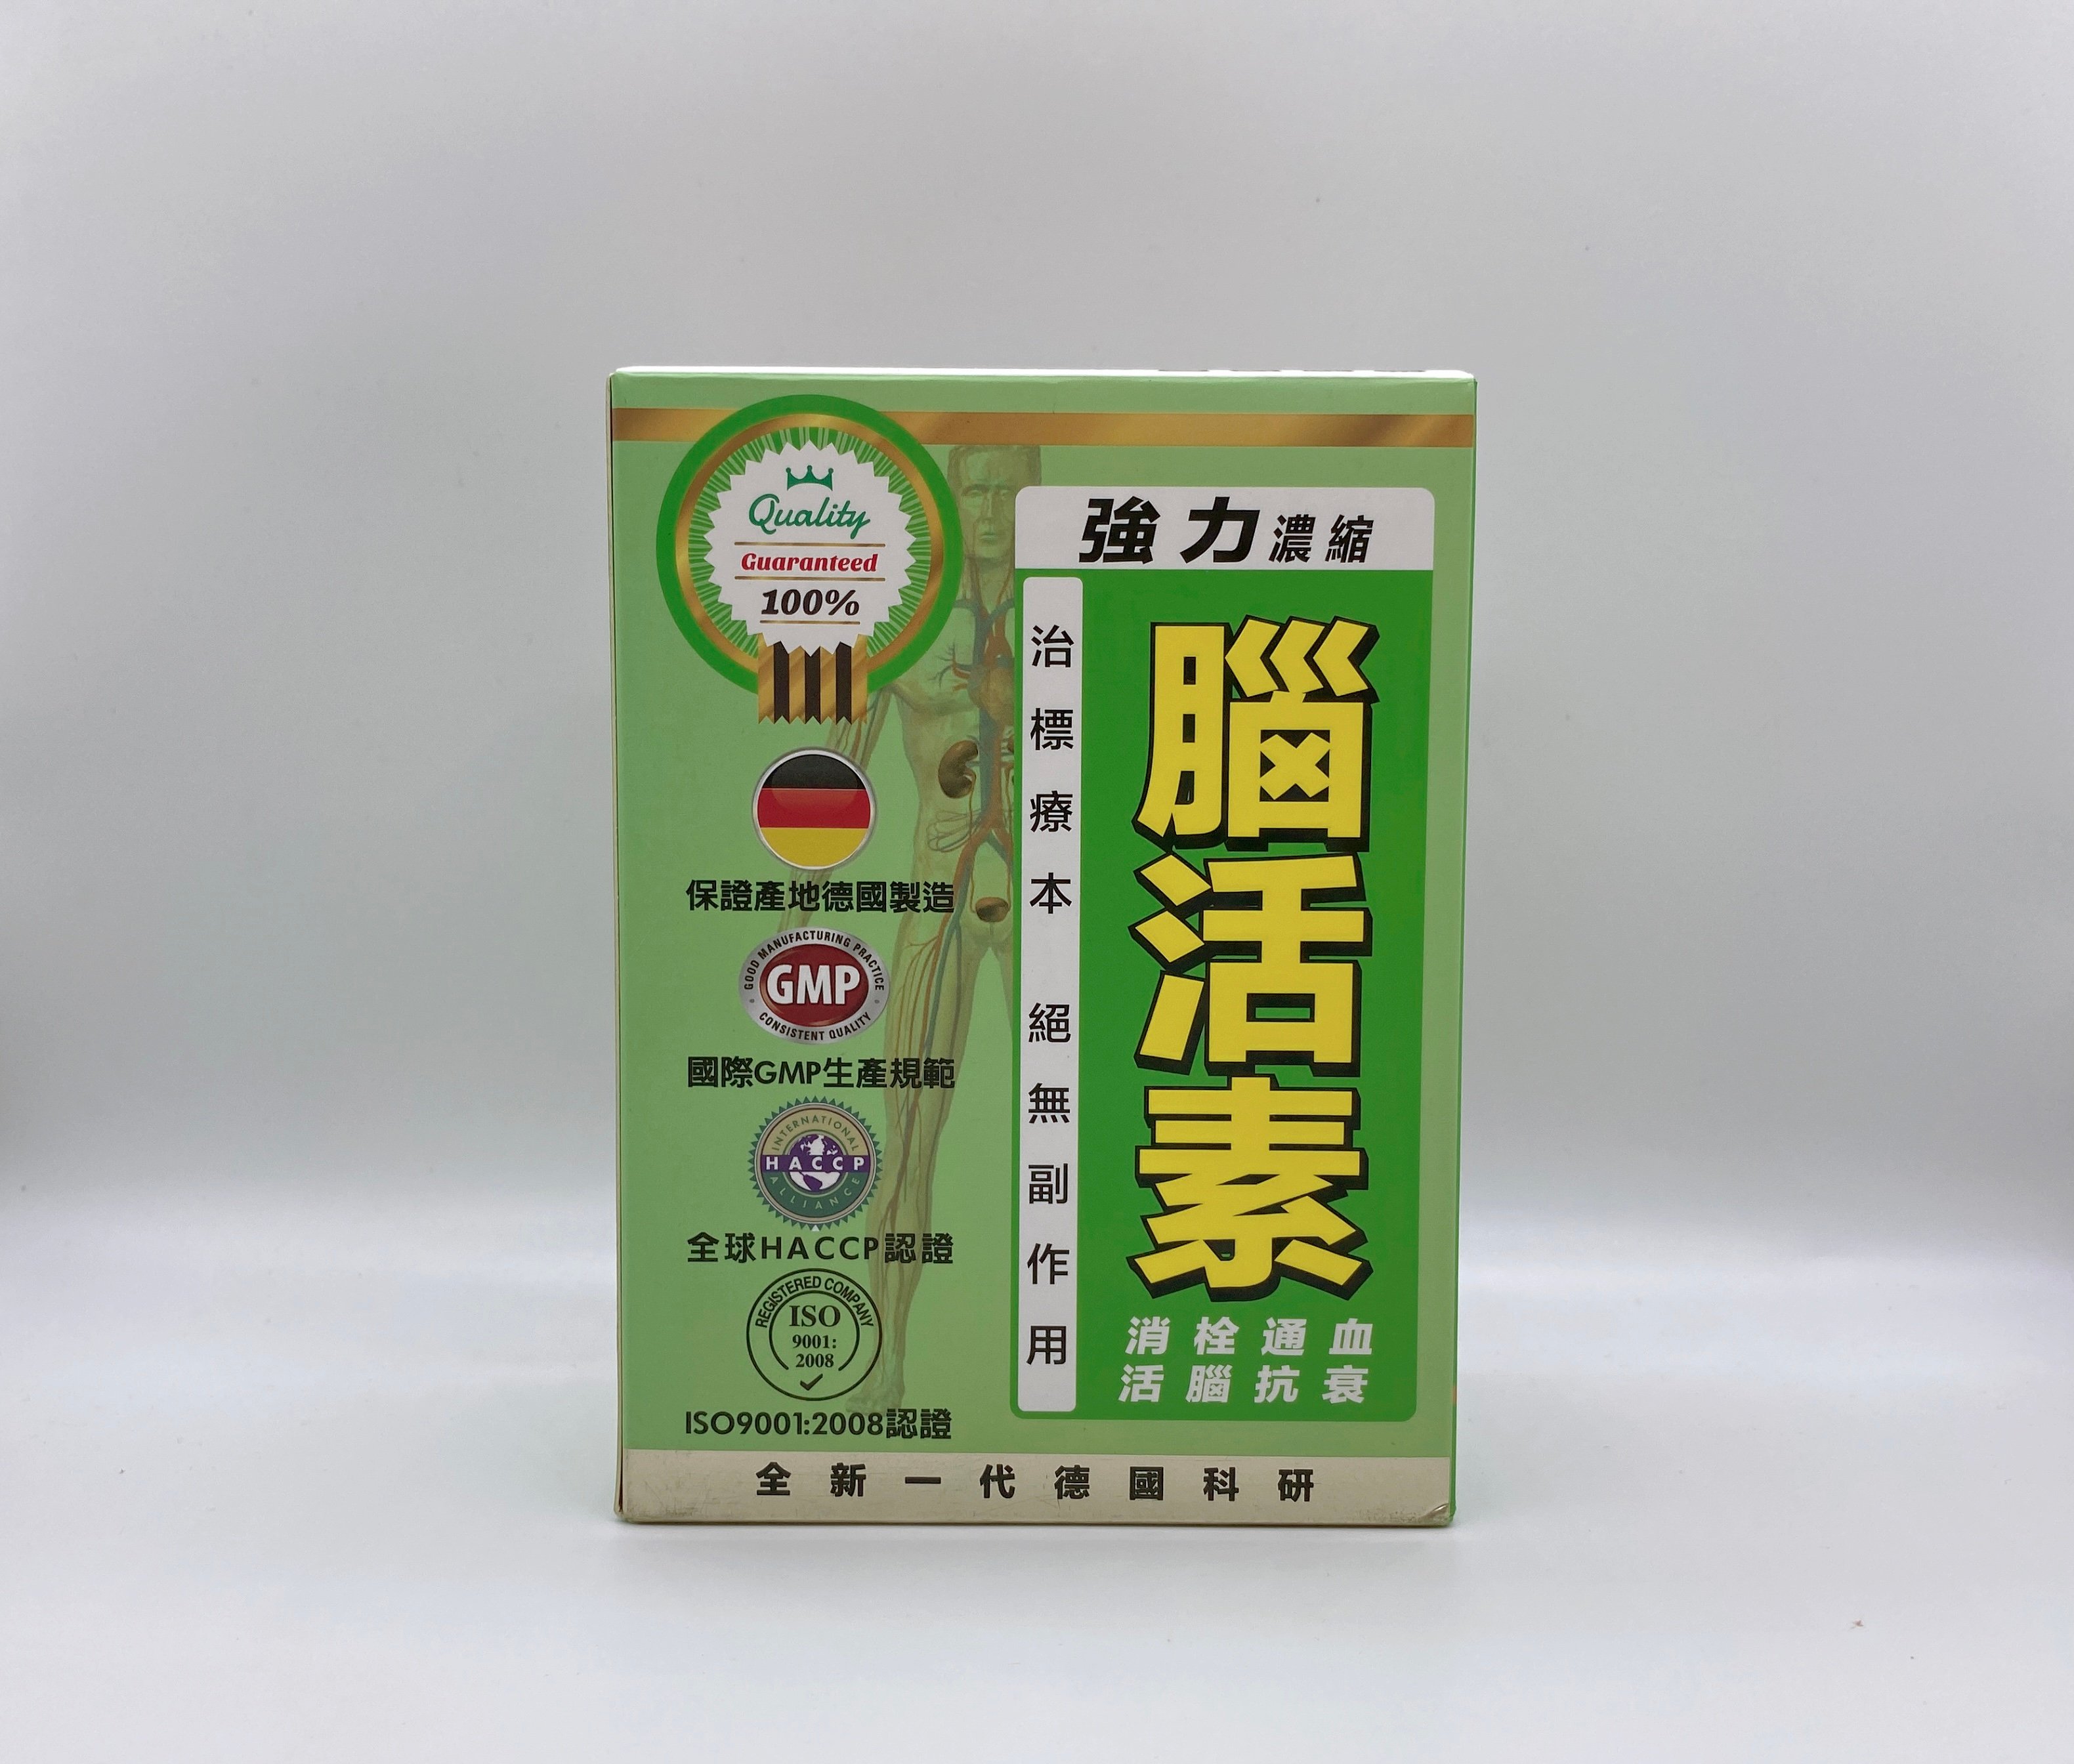 Quality
Guaranteed
100%
強力濃縮
腦活素
治標療本 絕無副作用
消栓通血
活腦抗衰
保證產地德國製造
GOOD MANUFACTURING PRACTICE
GMP
CONSISTENT QUALITY
國際GMP生產規範
INTERNATIONAL
HACCP
ALLIANCE
全球HACCP認證
REGISTERED COMPANY
ISO
9001:
2008
ISO9001:2008認證
全新一代德國科研